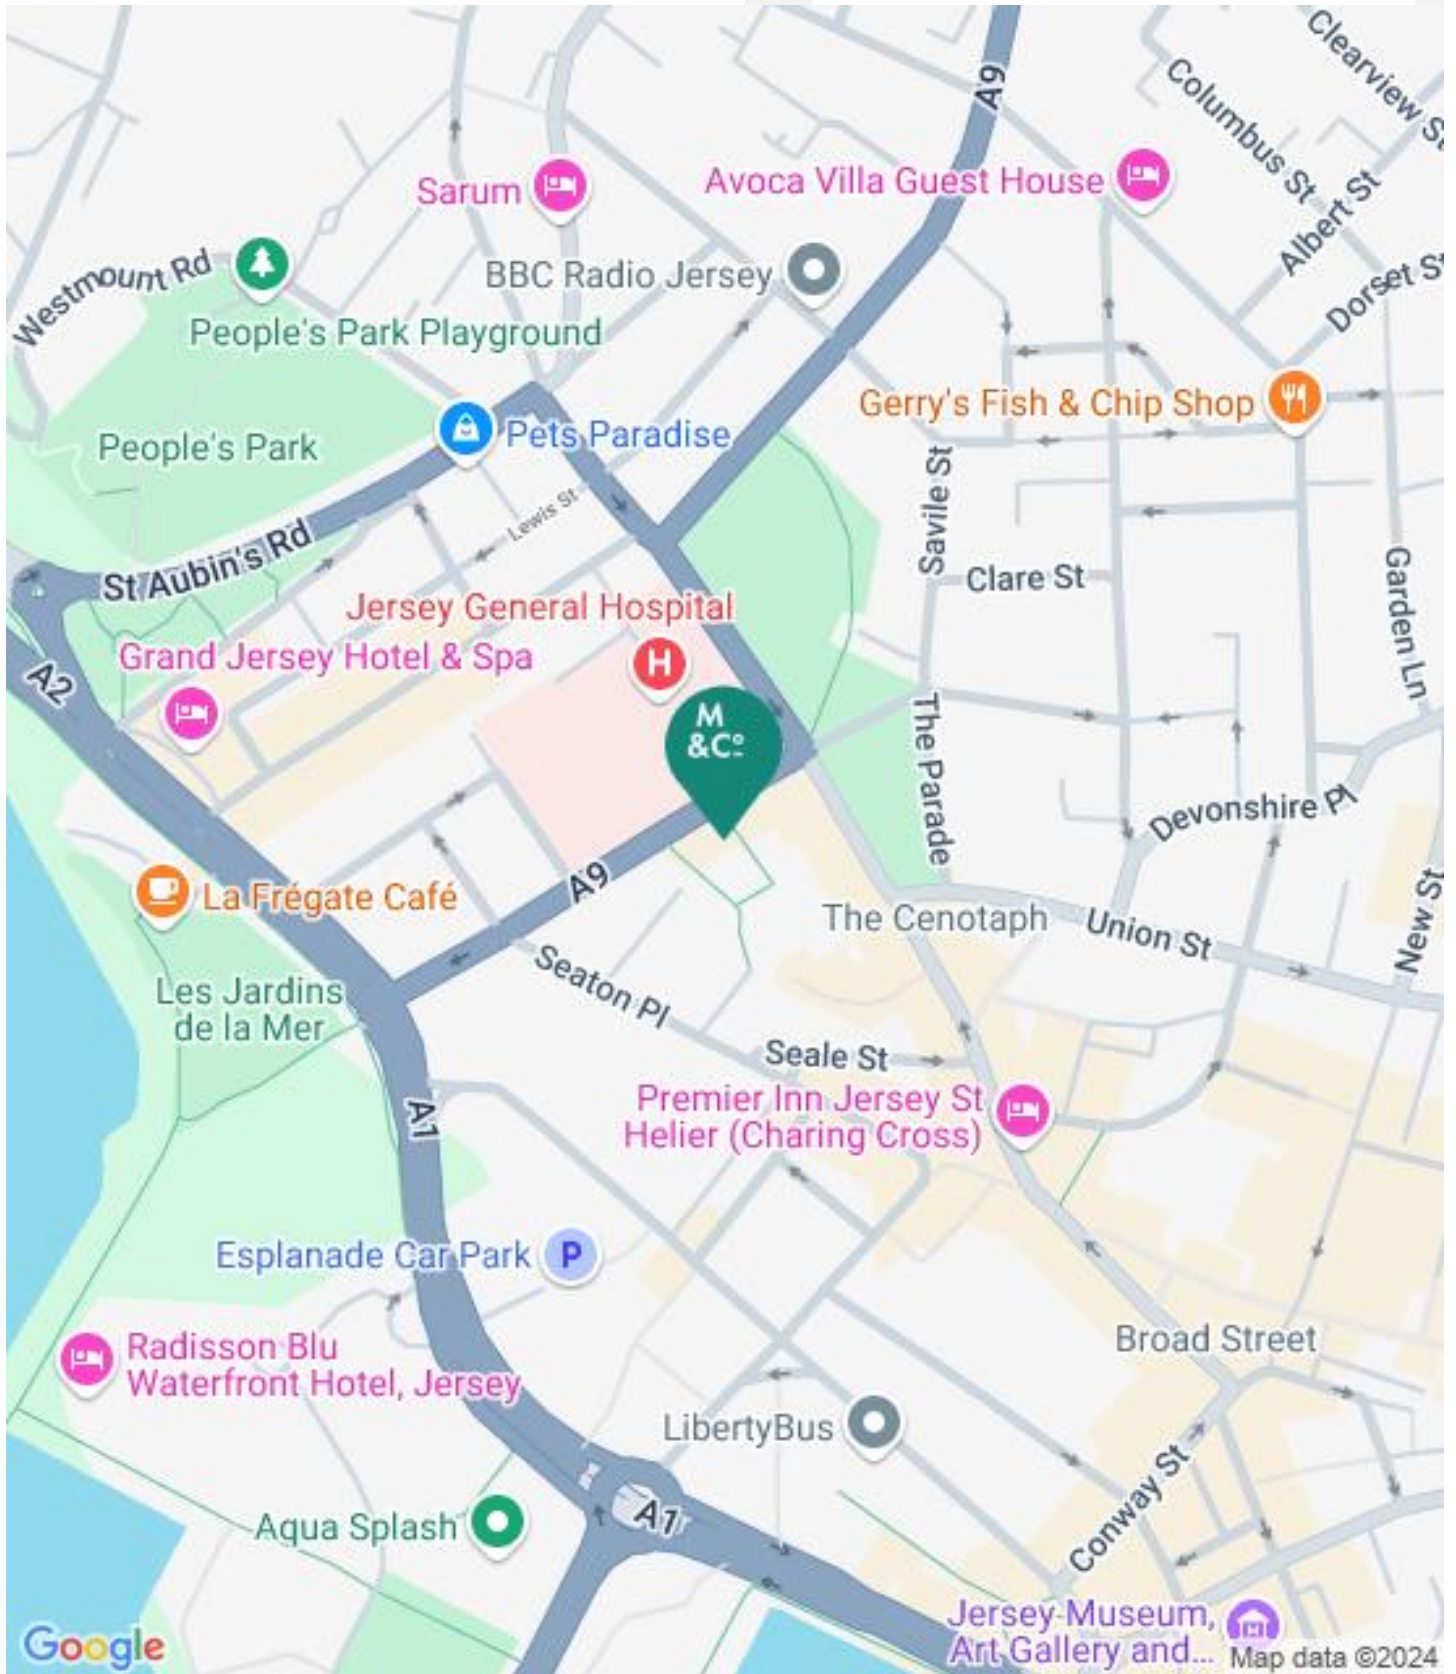 Clearview St
Columbus St
A9
Albert St
Sarum
Avoca Villa Guest House
Westmount Rd
BBC Radio Jersey
Dorset St
People's Park Playground
Gerry's Fish & Chip Shop
People's Park
Pets Paradise
Saville St
Lewis St
St Aubin's Rd
Clare St
Garden Ln
Jersey General Hospital
H
Grand Jersey Hotel & Spa
A2
M
&Cº
The Parade
Devonshire Pl
A9
La Frégate Café
The Cenotaph
Union St
New St
Seaton Pl
Les Jardins
de la Mer
Seale St
A1
Premier Inn Jersey St
Helier (Charing Cross)
Esplanade Car Park
P
Radisson Blu
Waterfront Hotel, Jersey
Broad Street
LibertyBus
Conway St
Aqua Splash
A1
Jersey Museum,
Art Gallery and...
Google
Map data ©2024